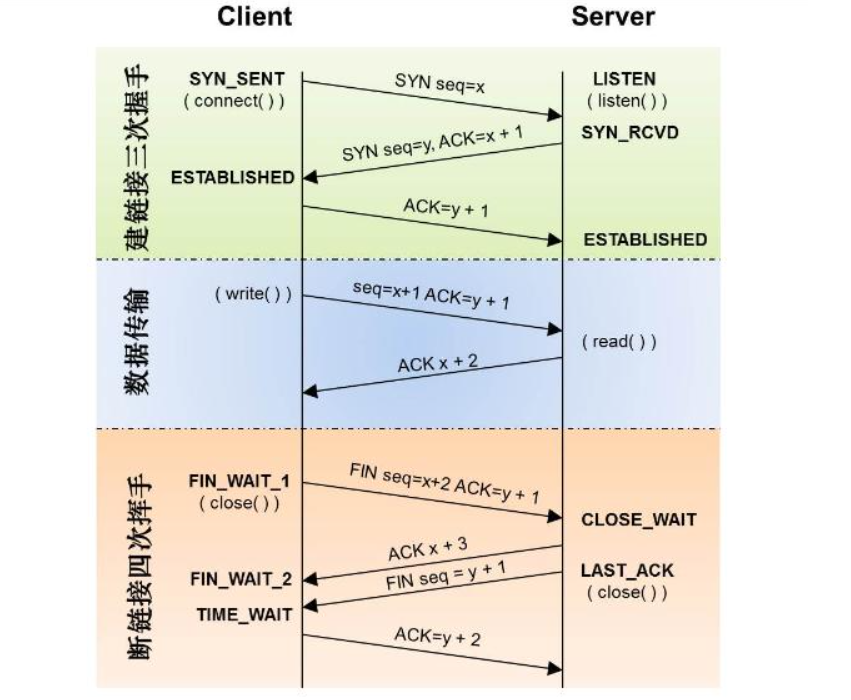 Client
Server
建链接三次握手
SYN_SENT
( connect( ) )
SYN seq=x
LISTEN
( listen( ) )
SYN_RCVD
SYN seq=y, ACK=x + 1
ESTABLISHED
ACK=y + 1
ESTABLISHED
数据传输
( write( ) )
seq=x+1 ACK=y + 1
( read( ) )
ACK x + 2
断链接四次挥手
FIN_WAIT_1
( close( ) )
FIN seq=x+2 ACK=y + 1
CLOSE_WAIT
ACK x + 3
FIN_WAIT_2
FIN seq = y + 1
LAST_ACK
( close( ) )
TIME_WAIT
ACK=y + 2